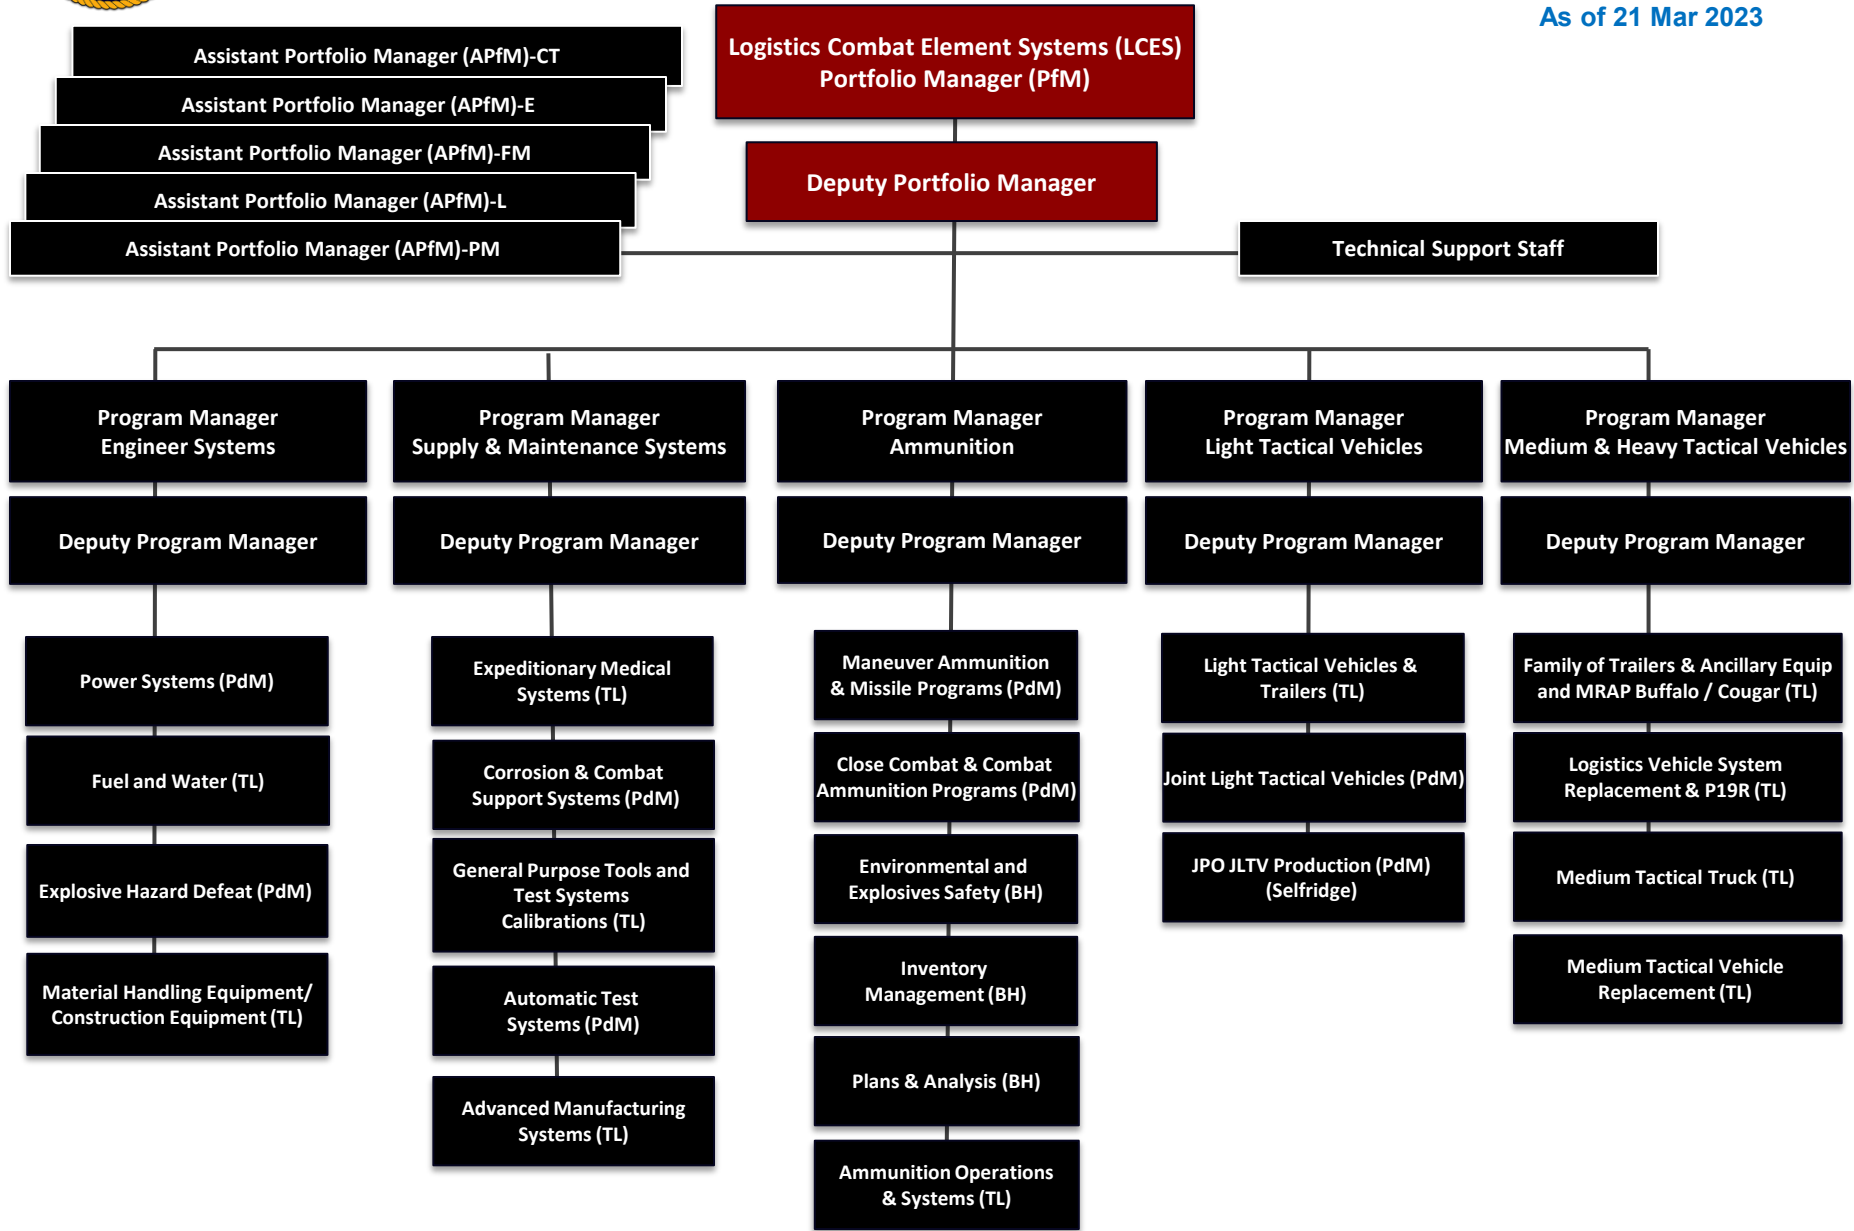 As of 21 Mar 2023
Logistics Combat Element Systems (LCES)
Portfolio Manager (PfM)
Deputy Portfolio Manager
Assistant Portfolio Manager (APfM)-CT
Assistant Portfolio Manager (APfM)-E
Assistant Portfolio Manager (APfM)-FM
Assistant Portfolio Manager (APfM)-L
Assistant Portfolio Manager (APfM)-PM
Technical Support Staff
Program Manager
Engineer Systems
Deputy Program Manager
Power Systems (PdM)
Fuel and Water (TL)
Explosive Hazard Defeat (PdM)
Material Handling Equipment/
Construction Equipment (TL)
Program Manager
Supply & Maintenance Systems
Deputy Program Manager
Expeditionary Medical
Systems (TL)
Corrosion & Combat
Support Systems (PdM)
General Purpose Tools and
Test Systems
Calibrations (TL)
Automatic Test
Systems (PdM)
Advanced Manufacturing
Systems (TL)
Program Manager
Ammunition
Deputy Program Manager
Maneuver Ammunition
& Missile Programs (PdM)
Close Combat & Combat
Ammunition Programs (PdM)
Environmental and
Explosives Safety (BH)
Inventory
Management (BH)
Plans & Analysis (BH)
Ammunition Operations
& Systems (TL)
Program Manager
Light Tactical Vehicles
Deputy Program Manager
Light Tactical Vehicles &
Trailers (TL)
Joint Light Tactical Vehicles (PdM)
JPO JLTV Production (PdM)
(Selfridge)
Program Manager
Medium & Heavy Tactical Vehicles
Deputy Program Manager
Family of Trailers & Ancillary Equip
and MRAP Buffalo / Cougar (TL)
Logistics Vehicle System
Replacement & P19R (TL)
Medium Tactical Truck (TL)
Medium Tactical Vehicle
Replacement (TL)